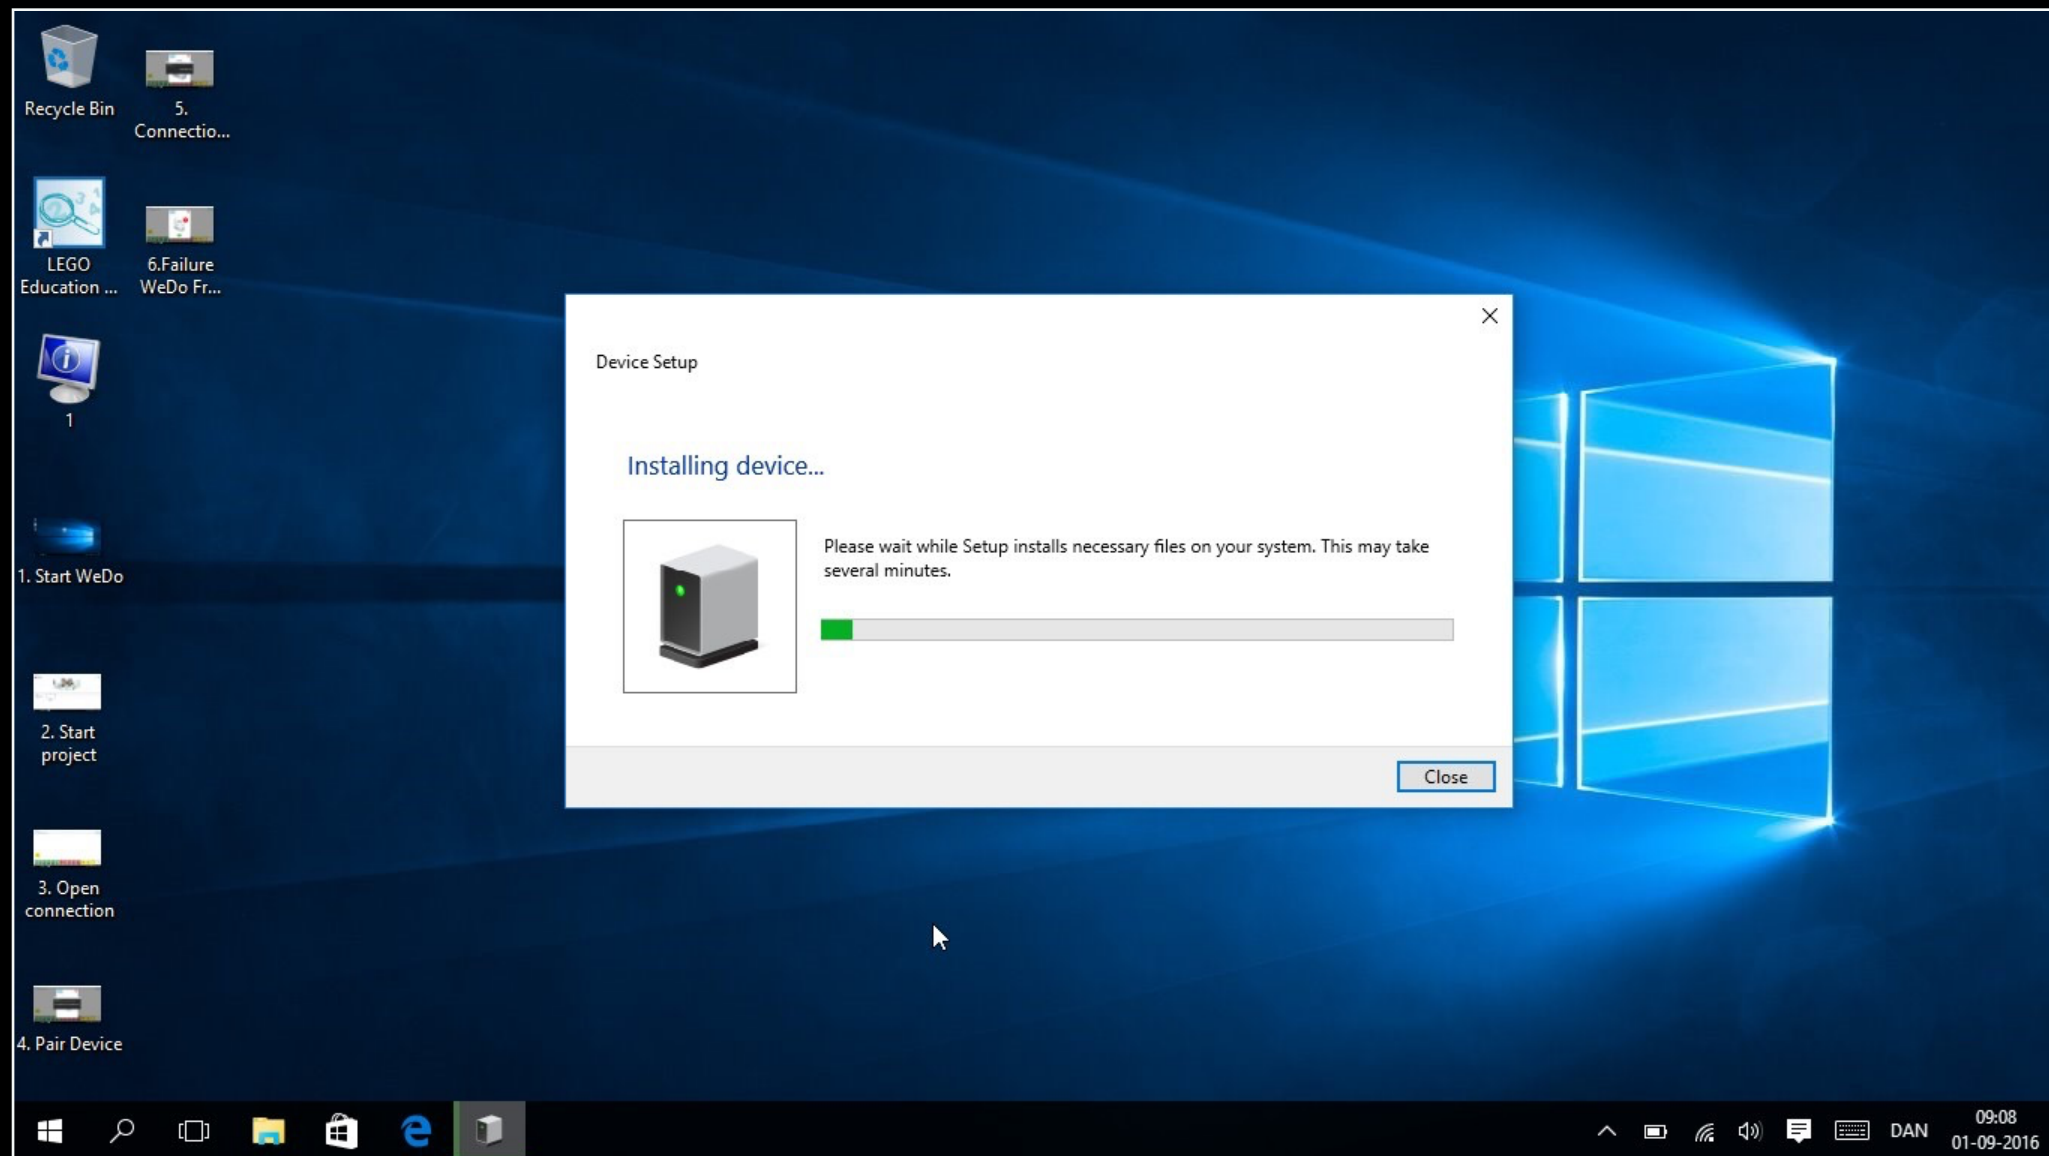 Recycle Bin
5.
Connectio...
LEGO
Education ...
6.Failure
WeDo Fr...
1
1. Start WeDo
2. Start
project
3. Open
connection
4. Pair Device
Device Setup
Installing device...
Please wait while Setup installs necessary files on your system. This may take
several minutes.
Close
DAN
09:08
01-09-2016